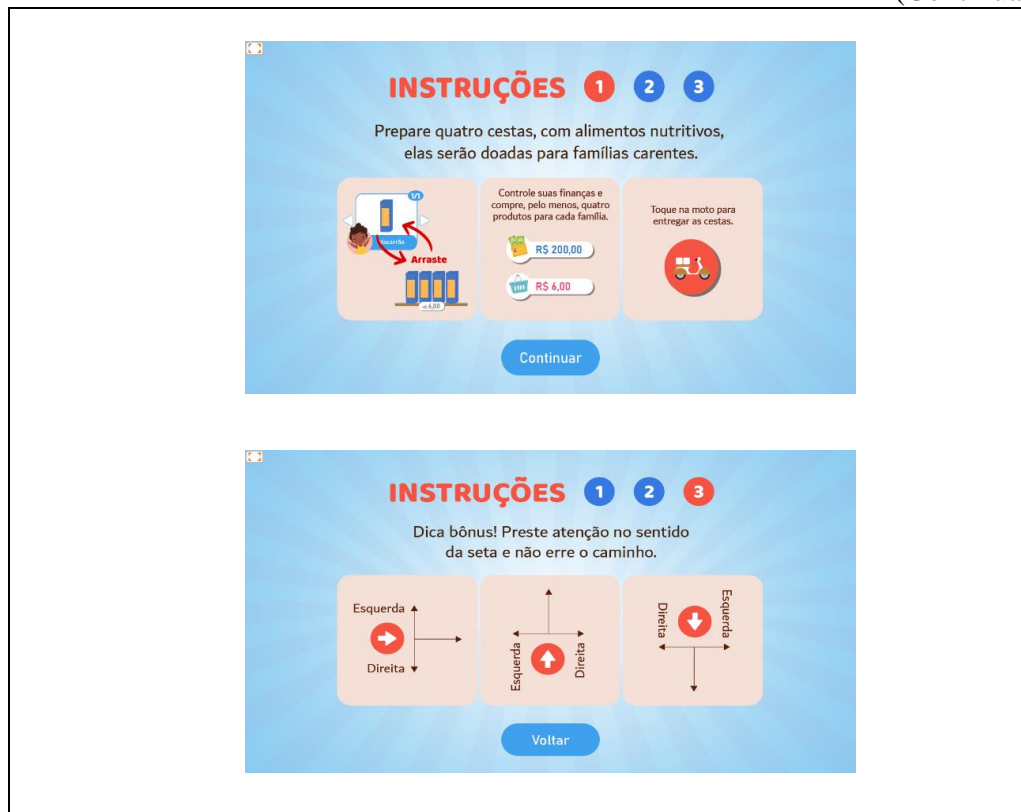 INSTRUÇÕES 1 2 3
Prepare quatro cestas, com alimentos nutritivos,
elas serão doadas para famílias carentes.
1/1
Macarrão
Arraste
R$ 6,00
Controle suas finanças e
compre, pelo menos, quatro
produtos para cada família.
R$ 200,00
R$ 6,00
Toque na moto para
entregar as cestas.
Continuar
INSTRUÇÕES 1 2 3
Dica bônus! Preste atenção no sentido
da seta e não erre o caminho.
Esquerda
Direita
Esquerda
Direita
Direita
Esquerda
Voltar